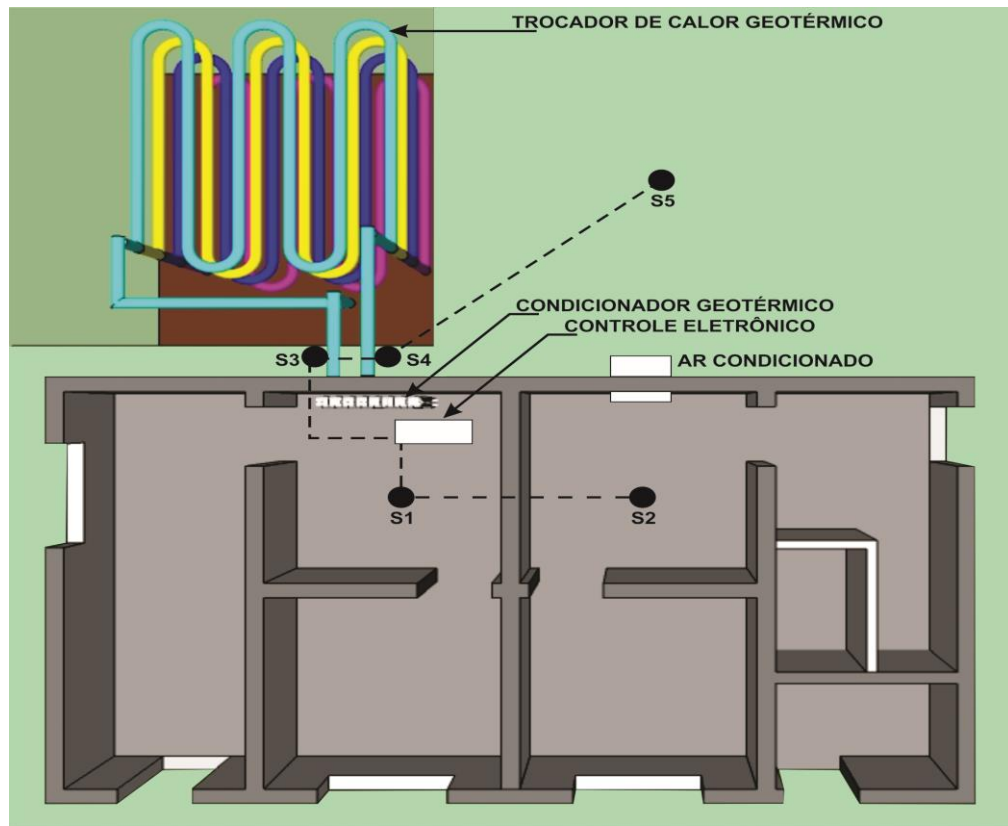 TROCADOR DE CALOR GEOTÉRMICO
S5
CONDICIONADOR GEOTÉRMICO
CONTROLE ELETRÔNICO
S3
S4
AR CONDICIONADO
S1
S2